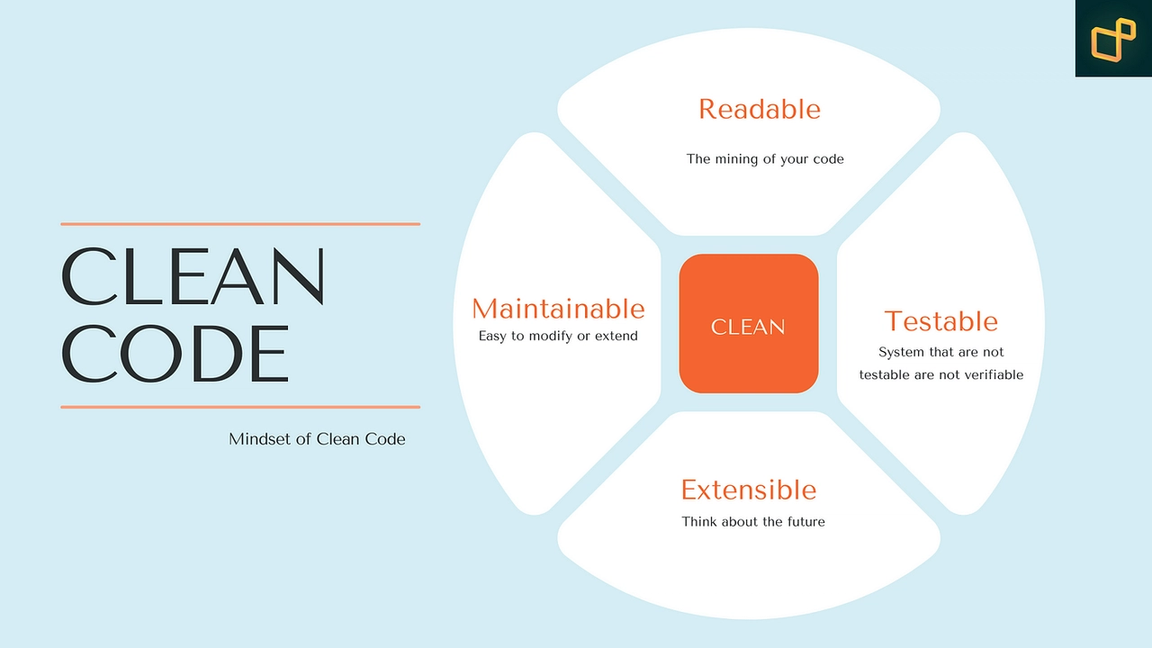 CLEAN
CODE
Mindset of Clean Code
Readable
The mining of your code
Maintainable
Easy to modify or extend
CLEAN
Testable
System that are not
testable are not verifiable
Extensible
Think about the future